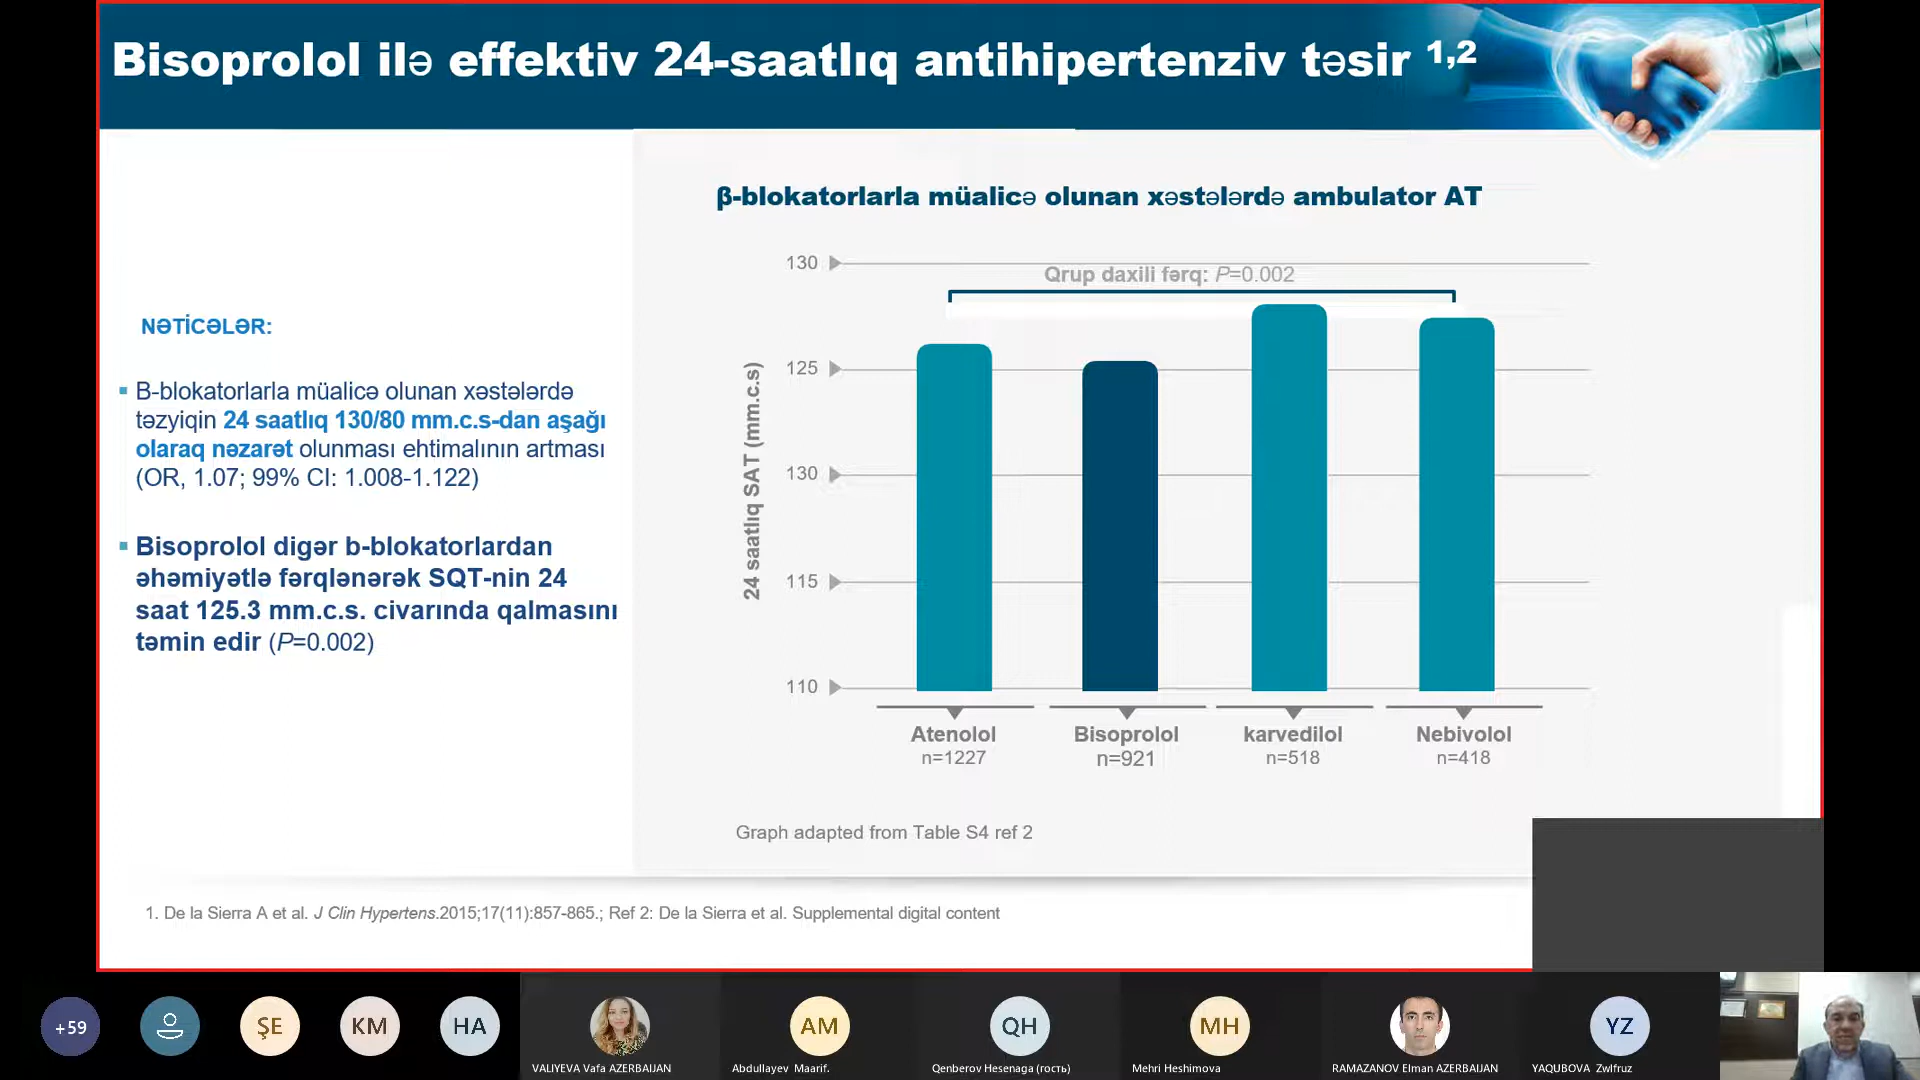 Bisoprolol ilə effektiv 24-saatlıq antihipertenziv təsir 1,2
NƏTİCƏLƏR:
▪ B-blokatorlarla müalicə olunan xəstələrdə
təzyiqin 24 saatlıq 130/80 mm.c.s-dan aşağı
olaraq nəzarət olunması ehtimalının artması
(OR, 1.07; 99% CI: 1.008-1.122)
▪ Bisoprolol digər b-blokatorlardan
əhəmiyətlə fərqlənərək SQT-nin 24
saat 125.3 mm.c.s. civarında qalmasını
təmin edir (P=0.002)
β-blokatorlarla müalicə olunan xəstələrdə ambulator AT
Qrup daxili fərq: P=0.002
24 saatlıq SAT (mm.c.s)
130
125
130
115
110
Atenolol
n=1227
Bisoprolol
n=921
karvedilol
n=518
Nebivolol
n=418
Graph adapted from Table S4 ref 2
1. De la Sierra A et al. J Clin Hypertens.2015;17(11):857-865.; Ref 2: De la Sierra et al. Supplemental digital content
+59
ŞE
KM
HA
VALIYEVA Vafa AZERBAIJAN
AM
Abdullayev Maarif.
QH
Qenberov Hesenaga (гость)
MH
Mehri Heshimova
RAMAZANOV Elman AZERBAIJAN
YZ
YAQUBOVA Zwlfruz